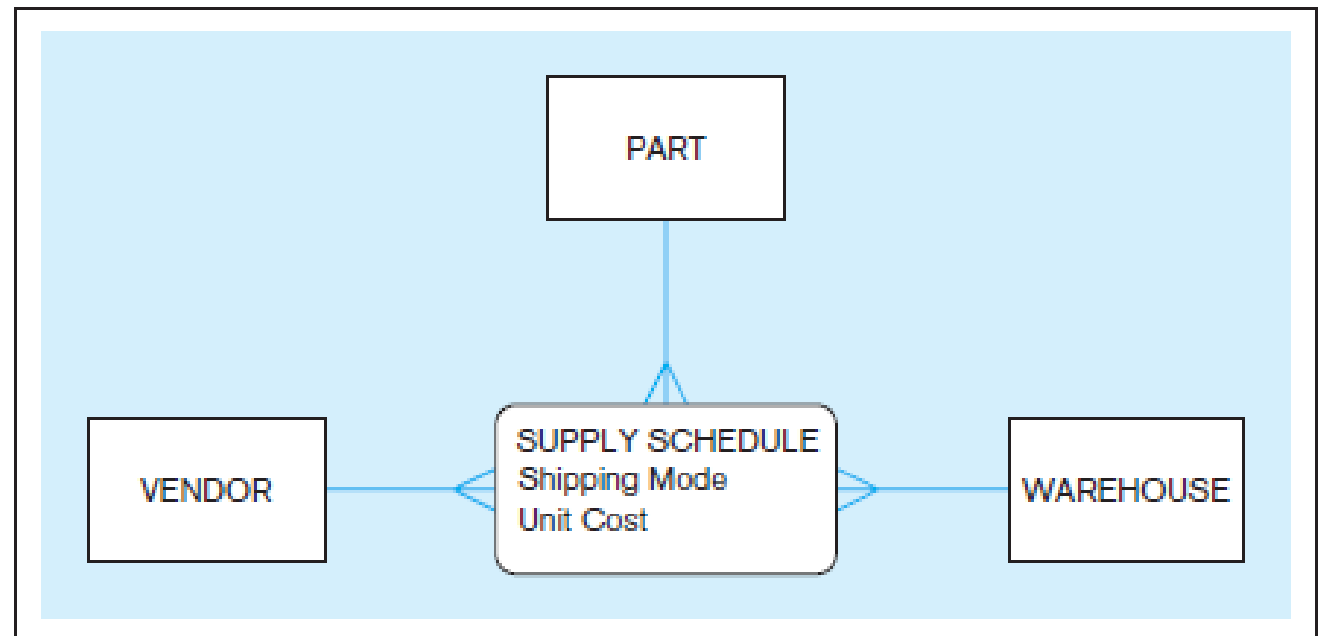 PART
VENDOR
SUPPLY SCHEDULE
Shipping Mode
Unit Cost
WAREHOUSE